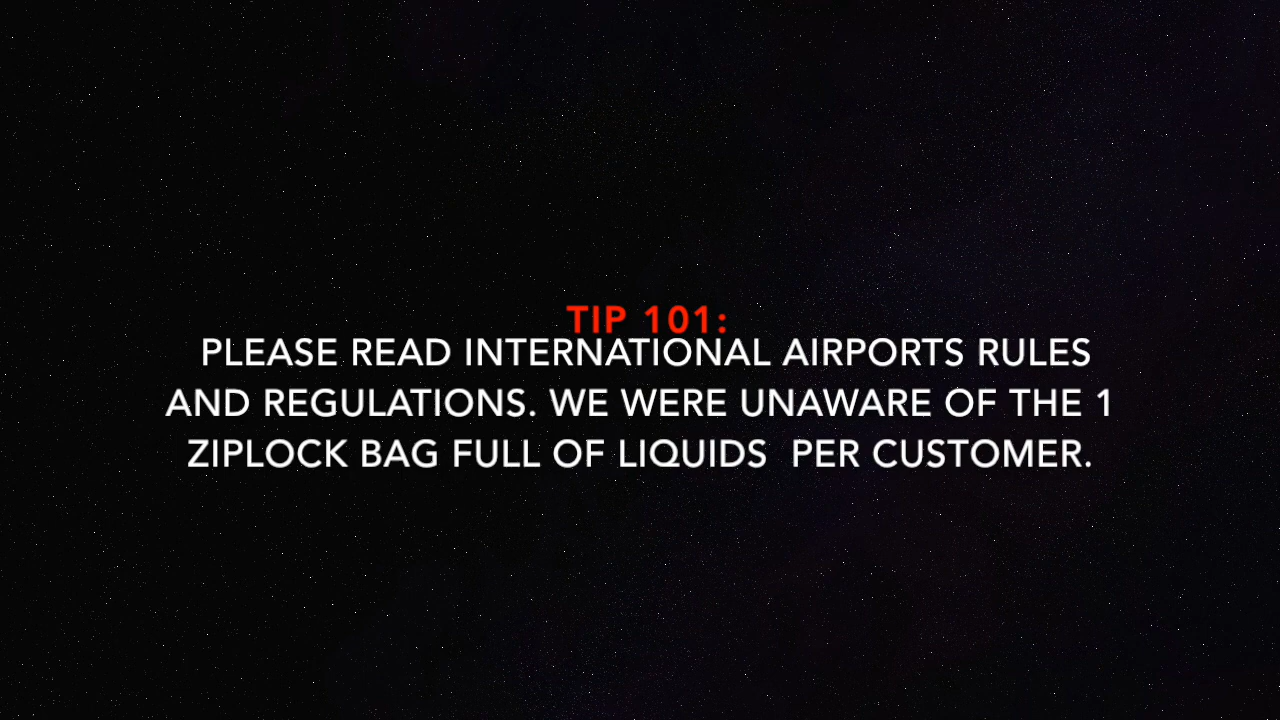 TIP 101:
PLEASE READ INTERNATIONAL AIRPORTS RULES
AND REGULATIONS. WE WERE UNAWARE OF THE 1
ZIPLOCK BAG FULL OF LIQUIDS  PER CUSTOMER.